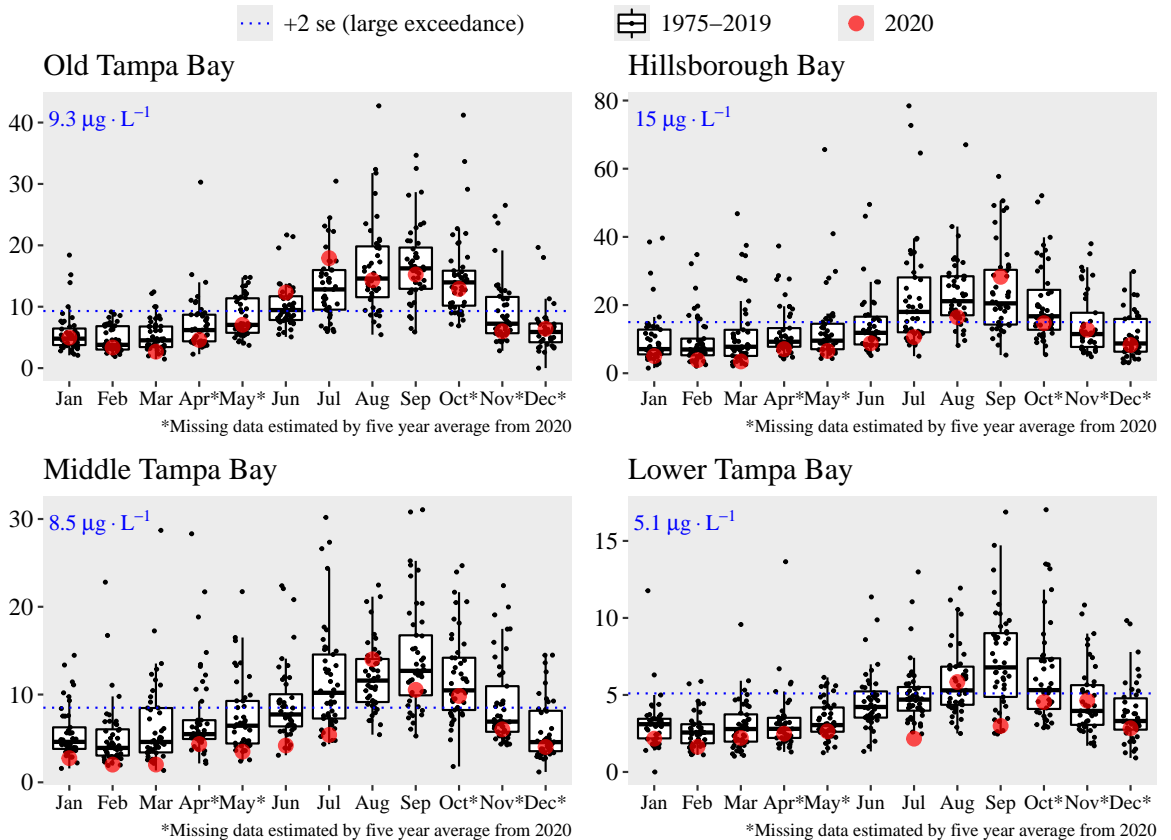 +2 se (large exceedance) 1975–2019 2020
Old Tampa Bay
9.3 μg · L⁻¹
40
30
20
10
0
Jan Feb Mar Apr* May* Jun Jul Aug Sep Oct* Nov* Dec*
*Missing data estimated by five year average from 2020
Hillsborough Bay
15 μg · L⁻¹
80
60
40
20
0
Jan Feb Mar Apr* May* Jun Jul Aug Sep Oct* Nov* Dec*
*Missing data estimated by five year average from 2020
Middle Tampa Bay
8.5 μg · L⁻¹
30
20
10
0
Jan Feb Mar Apr* May* Jun Jul Aug Sep Oct* Nov* Dec*
*Missing data estimated by five year average from 2020
Lower Tampa Bay
5.1 μg · L⁻¹
15
10
5
0
Jan Feb Mar Apr* May* Jun Jul Aug Sep Oct* Nov* Dec*
*Missing data estimated by five year average from 2020